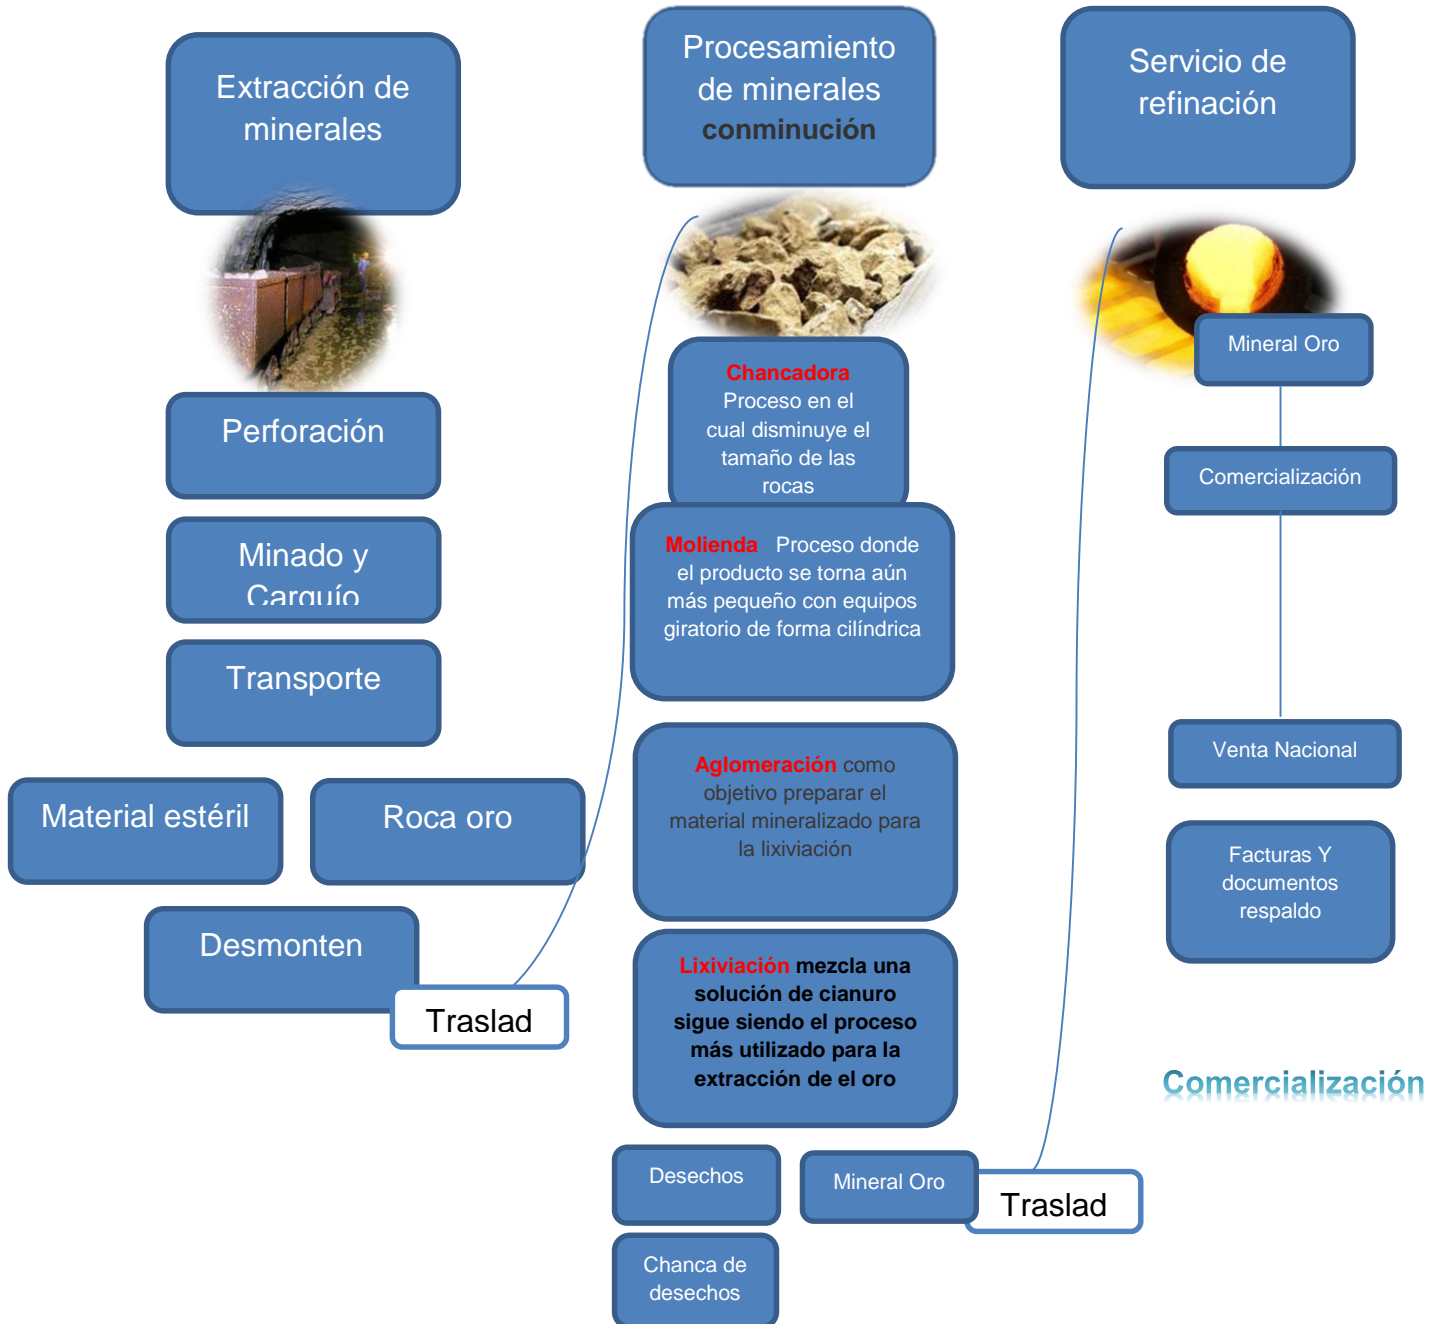 Extracción de
minerales
Perforación
Minado y
Carguío
Transporte
Material estéril
Roca oro
Desmonten
Traslad
Procesamiento
de minerales
conminución
Chancadora
Proceso en el
cual disminuye el
tamaño de las
rocas
Molienda Proceso donde
el producto se torna aún
más pequeño con equipos
giratorio de forma cilíndrica
Aglomeración como
objetivo preparar el
material mineralizado para
la lixiviación
Lixiviación mezcla una
solución de cianuro
sigue siendo el proceso
más utilizado para la
extracción de el oro
Desechos
Mineral Oro
Traslad
Chanca de
desechos
Servicio de
refinación
Mineral Oro
Comercialización
Venta Nacional
Facturas Y
documentos
respaldo
Comercialización